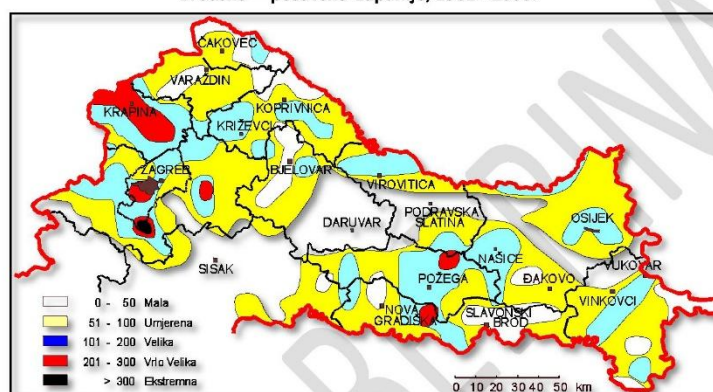 ČAKOVEC
VARAŽDIN
KRAPINA
KOPRIVNICA
KRIŽEVCI
ZAGREB
BJELOVAR
VIROVITICA
DARUVAR
PODRAVSKA
SLATINA
OSIJEK
SISAK
NAŠICE
POŽEGA
ĐAKOVO
VUKOVAR
VINKOVCI
NOVA
GRADIŠKA
SLAVONSKI
BROD
0 - 50 Mala
51 - 100 Umjerena
101 - 200 Velika
201 - 300 Vrlo Velika
> 300 Ekstremna
0 10 20 30 40 50 km